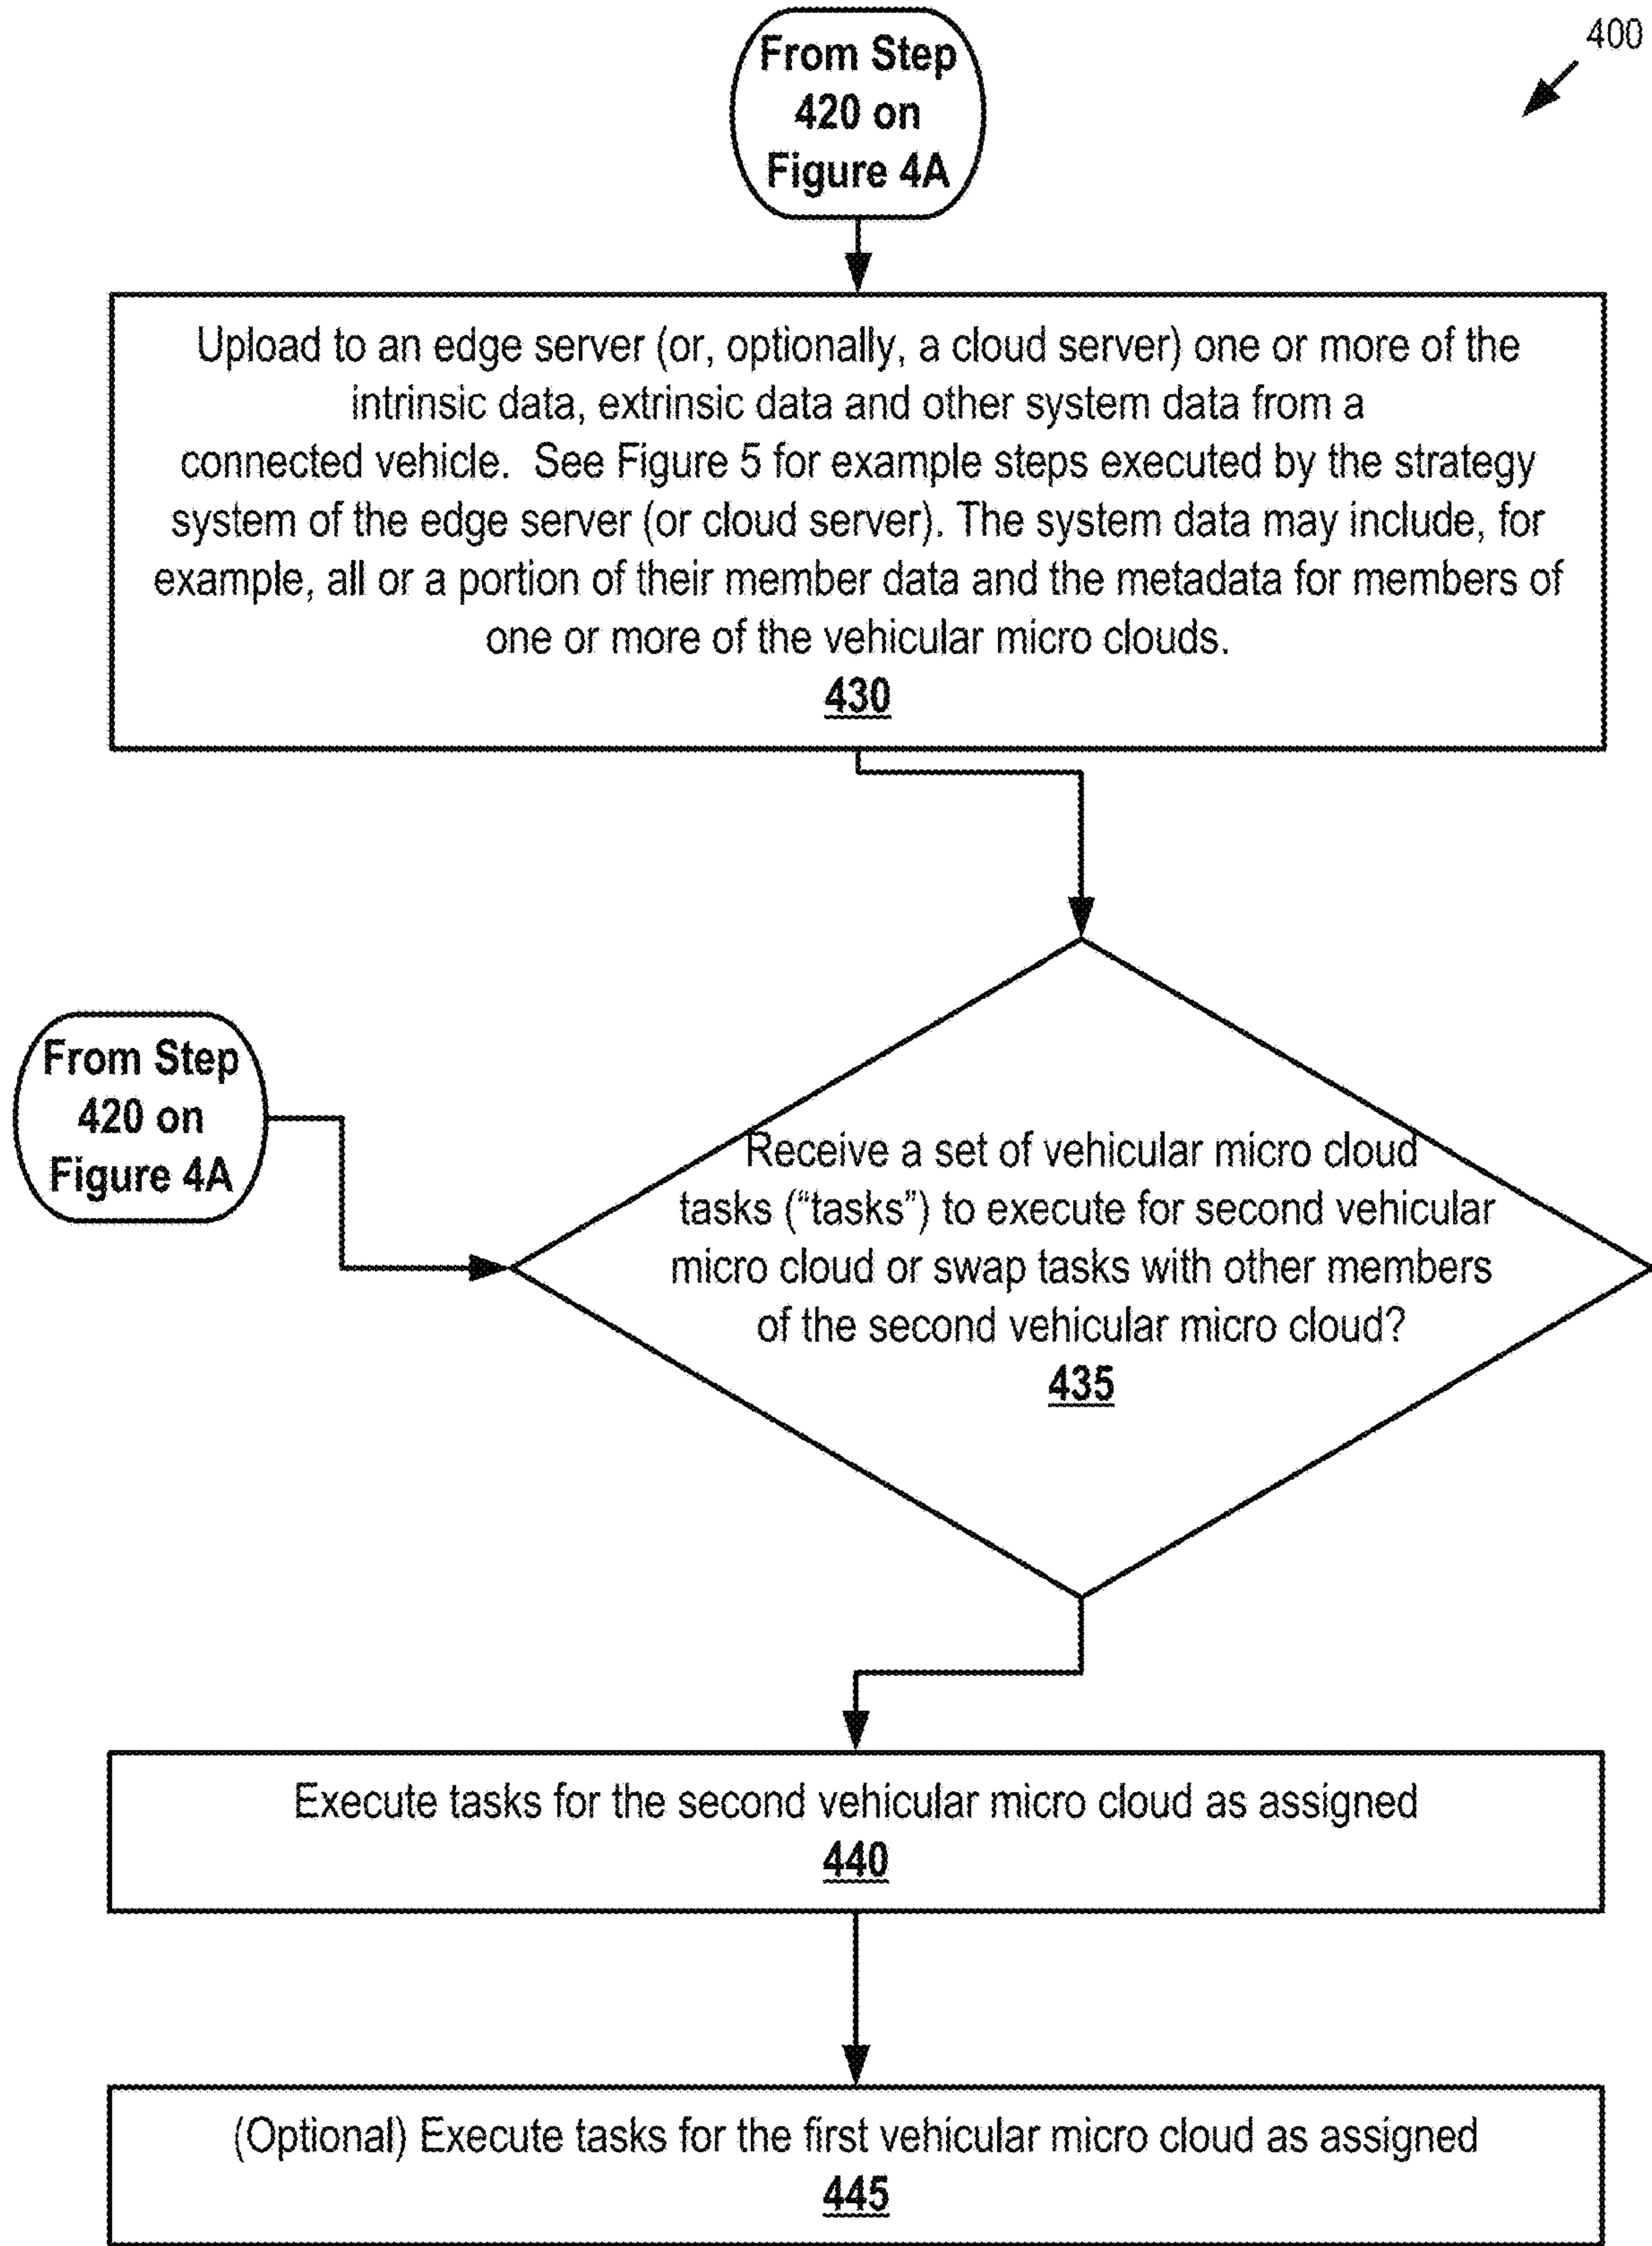 400
From Step
420 on
Figure 4A
Upload to an edge server (or, optionally, a cloud server) one or more of the
intrinsic data, extrinsic data and other system data from a
connected vehicle.  See Figure 5 for example steps executed by the strategy
system of the edge server (or cloud server). The system data may include, for
example, all or a portion of their member data and the metadata for members of
one or more of the vehicular micro clouds.
430
From Step
420 on
Figure 4A
Receive a set of vehicular micro cloud
tasks (“tasks”) to execute for second vehicular
micro cloud or swap tasks with other members
of the second vehicular micro cloud?
435
Execute tasks for the second vehicular micro cloud as assigned
440
(Optional) Execute tasks for the first vehicular micro cloud as assigned
445